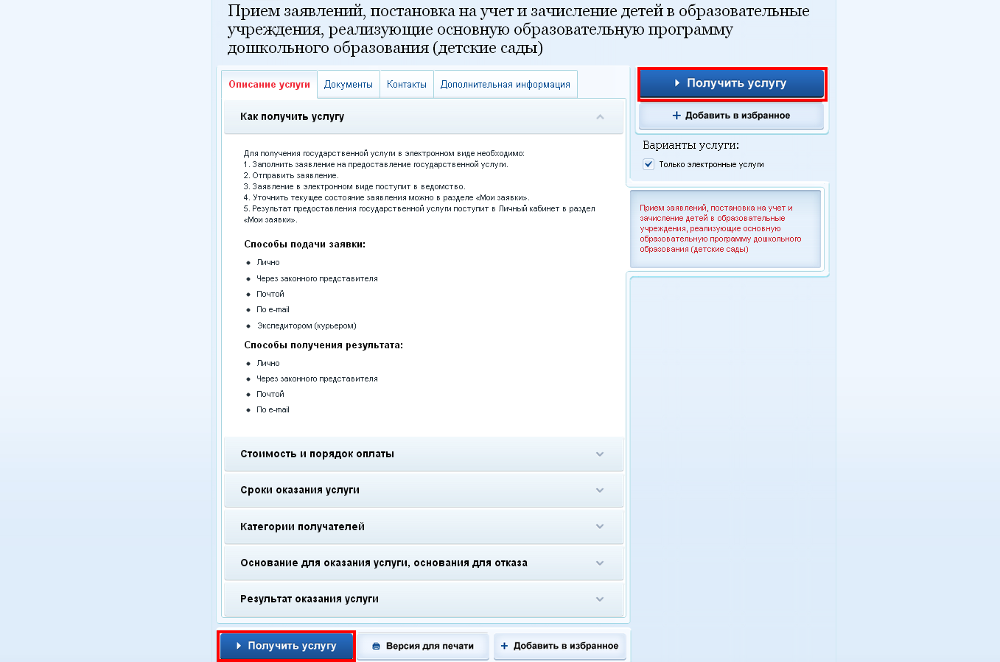 Прием заявлений, постановка на учет и зачисление детей в образовательные
учреждения, реализующие основную образовательную программу
дошкольного образования (детские сады)
Описание услуги
Документы
Контакты
Дополнительная информация
Получить услугу
Добавить в избранное
Варианты услуги:
Только электронные услуги
Прием заявлений, постановка на учет и
зачисление детей в образовательные
учреждения, реализующие основную
образовательную программу дошкольного
образования (детские сады)
Как получить услугу
Для получения государственной услуги в электронном виде необходимо:
1. Заполнить заявление на предоставление государственной услуги.
2. Отправить заявление.
3. Заявление в электронном виде поступит в ведомство.
4. Уточнить текущее состояние заявления можно в разделе «Мои заявки».
5. Результат предоставления государственной услуги поступит в Личный кабинет в раздел
«Мои заявки».
Способы подачи заявки:
Лично
Через законного представителя
Почтой
По e-mail
Экспедитором (курьером)
Способы получения результата:
Лично
Через законного представителя
Почтой
По e-mail
Стоимость и порядок оплаты
Сроки оказания услуги
Категории получателей
Основание для оказания услуги, основания для отказа
Результат оказания услуги
Получить услугу
Версия для печати
Добавить в избранное